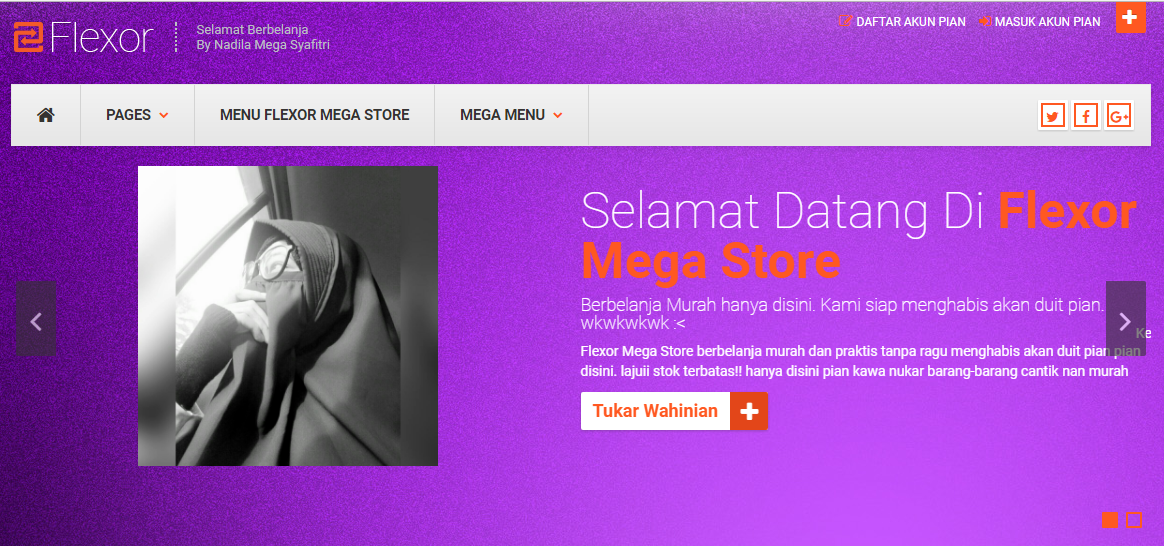 Flexor
Selamat Berbelanja
By Nadila Mega Syafitri
DAFTAR AKUN PIAN
MASUK AKUN PIAN
PAGES
MENU FLEXOR MEGA STORE
MEGA MENU
Selamat Datang Di Flexor
Mega Store
Berbelanja Murah hanya disini. Kami siap menghabis akan duit pian.
wkwkwkwk :<
Ke
Flexor Mega Store berbelanja murah dan praktis tanpa ragu menghabis akan duit pian pian
disini. lajuii stok terbatas!! hanya disini pian kawa nukar barang-barang cantik nan murah
Tukar Wahinian